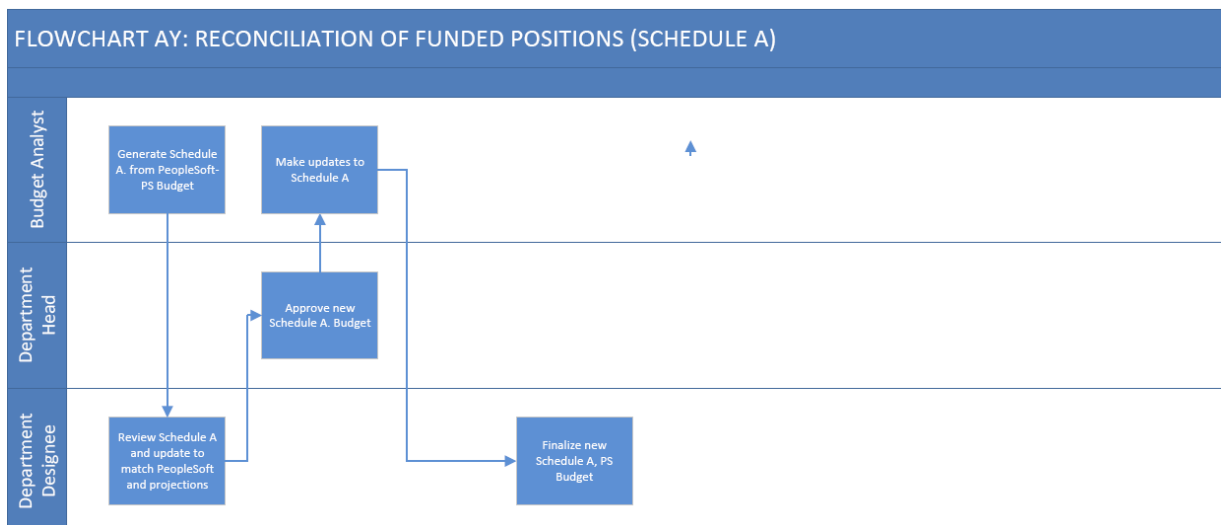 FLOWCHART AY: RECONCILIATION OF FUNDED POSITIONS (SCHEDULE A)
Budget Analyst
Generate Schedule
A. from PeopleSoft-
PS Budget
Make updates to
Schedule A
Department
Head
Approve new
Schedule A. Budget
Department
Designee
Review Schedule A
and update to
match PeopleSoft
and projections
Finalize new
Schedule A, PS
Budget